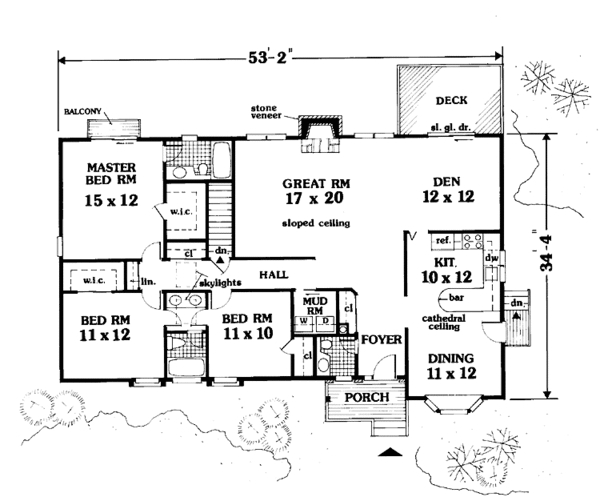 53'-2"
BALCONY
stone
veneer
DECK
sl. gl. dr.
MASTER
BED RM
15 x 12
w.i.c.
GREAT RM
17 x 20
sloped ceiling
DEN
12 x 12
34'-4"
ref.
dw
KIT.
10 x 12
bar
cathedral
ceiling
dn.
cl
dn.
HALL
skylights
w.i.c.
lin.
MUD
RM
W
D
cl
BED RM
11 x 12
BED RM
11 x 10
cl
FOYER
DINING
11 x 12
PORCH